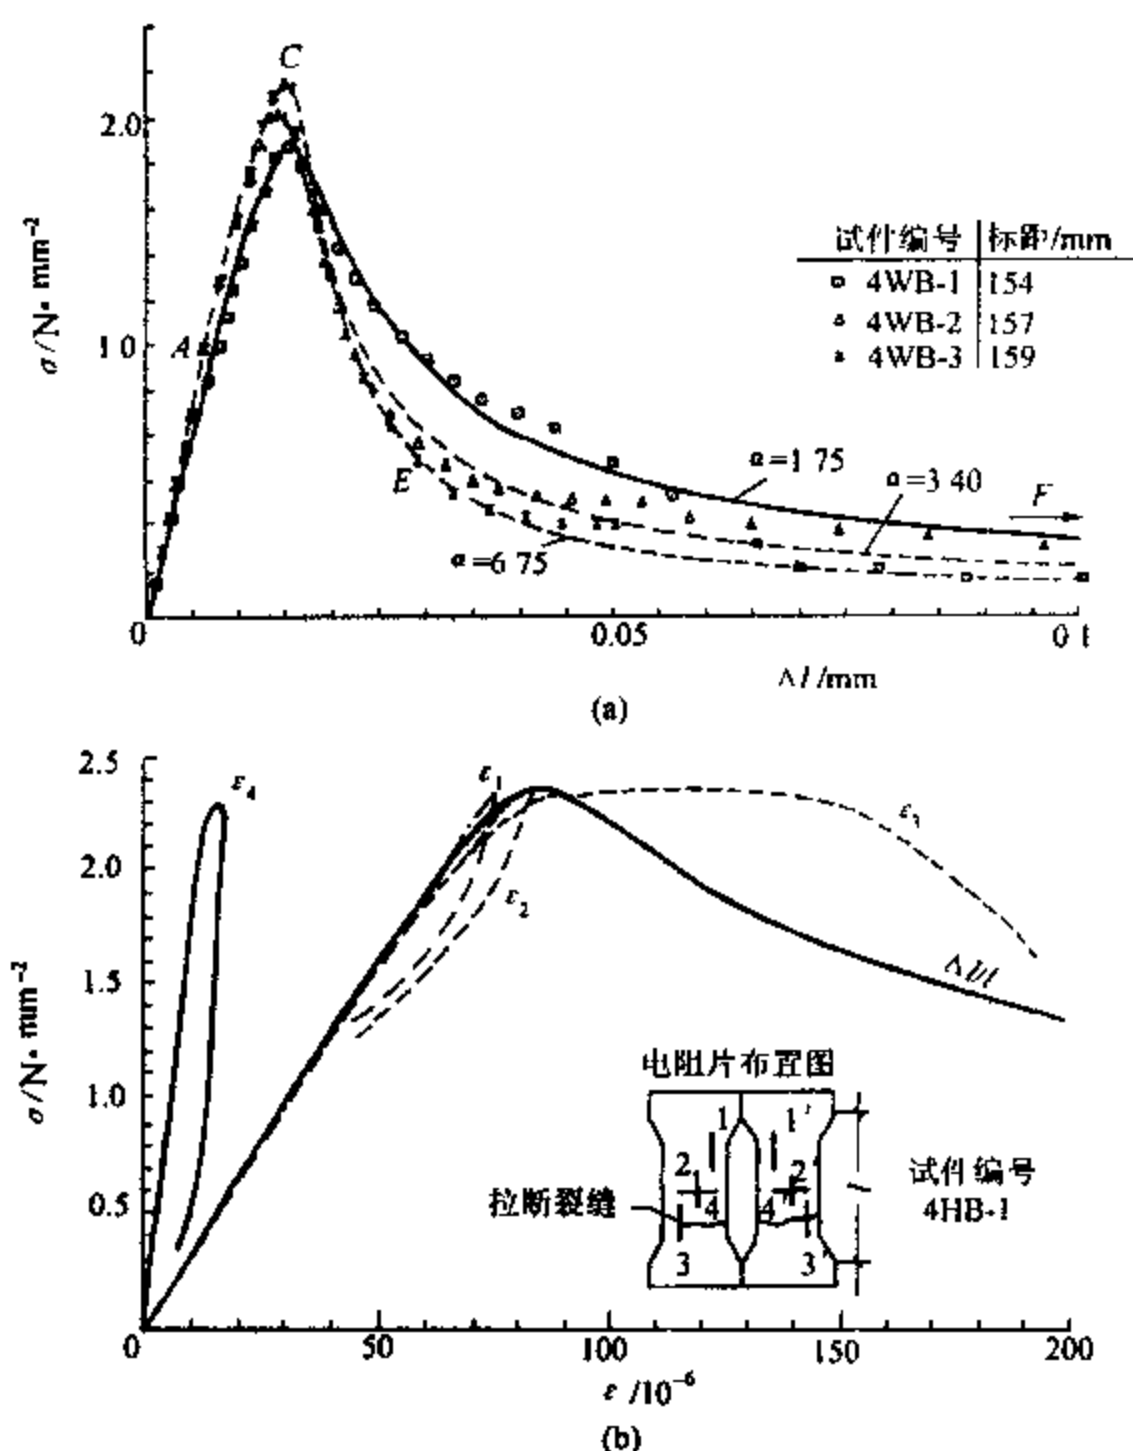 C
2.0
σ/N·mm⁻²
试件编号 标距/mm
4WB-1 154
4WB-2 157
4WB-3 159
A
1 0
E
α=1 75
α=3 40
F
α=6 75
0
0.05
0 1
Δl/mm
(a)
2.5
ε₄
ε₁
ε₃
2.0
ε₂
σ/N·mm⁻²
1.5
Δl/l
电阻片布置图
1.0
1 1′
2 2′
试件编号
4HB-1
拉断裂缝
4 4′
0.5
3 3′
0
50
100
150
200
ε/10⁻⁶
(b)